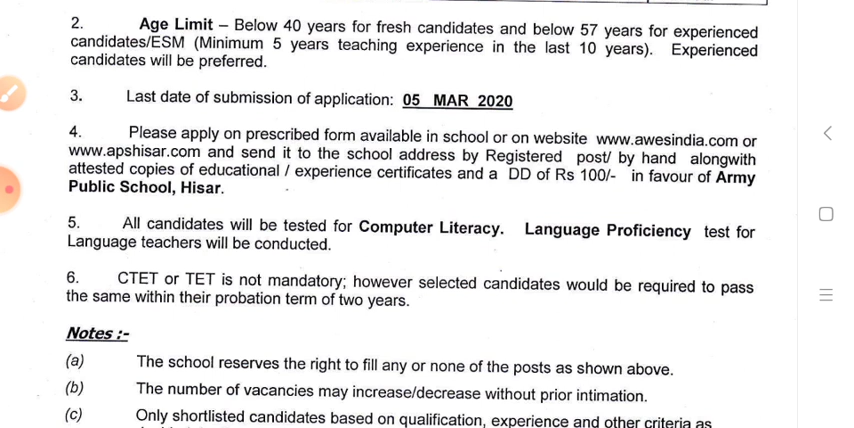 2. Age Limit – Below 40 years for fresh candidates and below 57 years for experienced
candidates/ESM (Minimum 5 years teaching experience in the last 10 years). Experienced
candidates will be preferred.
3. Last date of submission of application: 05 MAR 2020
4. Please apply on prescribed form available in school or on website www.awesindia.com or
www.apshisar.com and send it to the school address by Registered post/ by hand alongwith
attested copies of educational / experience certificates and a DD of Rs 100/- in favour of Army
Public School, Hisar.
5. All candidates will be tested for Computer Literacy. Language Proficiency test for
Language teachers will be conducted.
6. CTET or TET is not mandatory; however selected candidates would be required to pass
the same within their probation term of two years.
Notes :-
(a) The school reserves the right to fill any or none of the posts as shown above.
(b) The number of vacancies may increase/decrease without prior intimation.
(c) Only shortlisted candidates based on qualification, experience and other criteria as